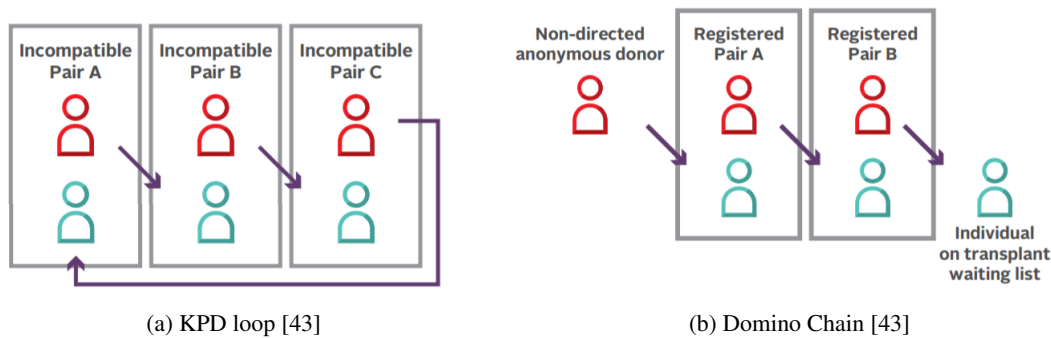 Incompatible
Pair A
Incompatible
Pair B
Incompatible
Pair C
(a) KPD loop [43]
Non-directed
anonymous donor
Registered
Pair A
Registered
Pair B
Individual
on transplant
waiting list
(b) Domino Chain [43]